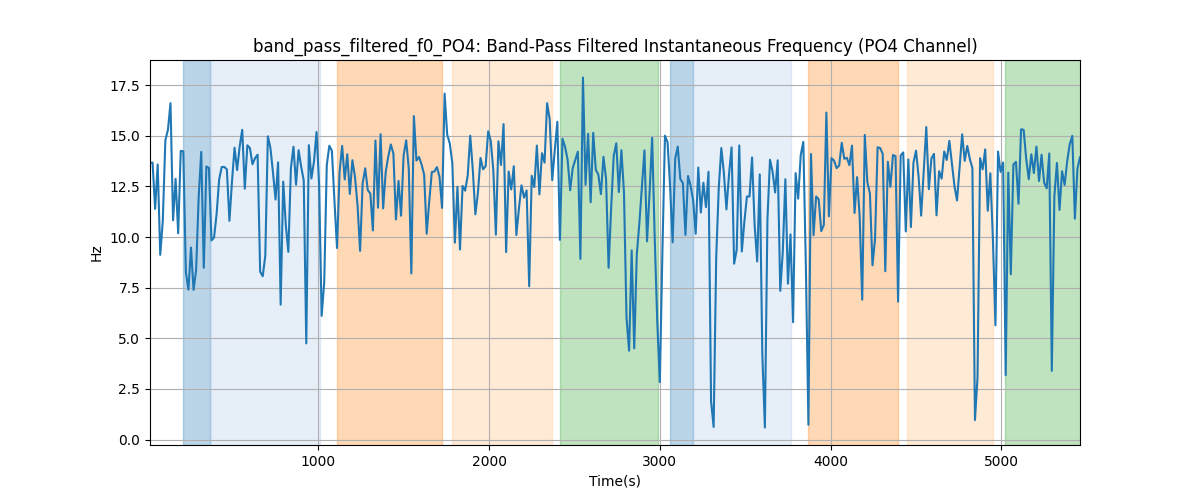 band_pass_filtered_f0_PO4: Band-Pass Filtered Instantaneous Frequency (PO4 Channel)
17.5
15.0
12.5
10.0
7.5
5.0
2.5
0.0
Hz
1000 2000 3000 4000 5000
Time(s)